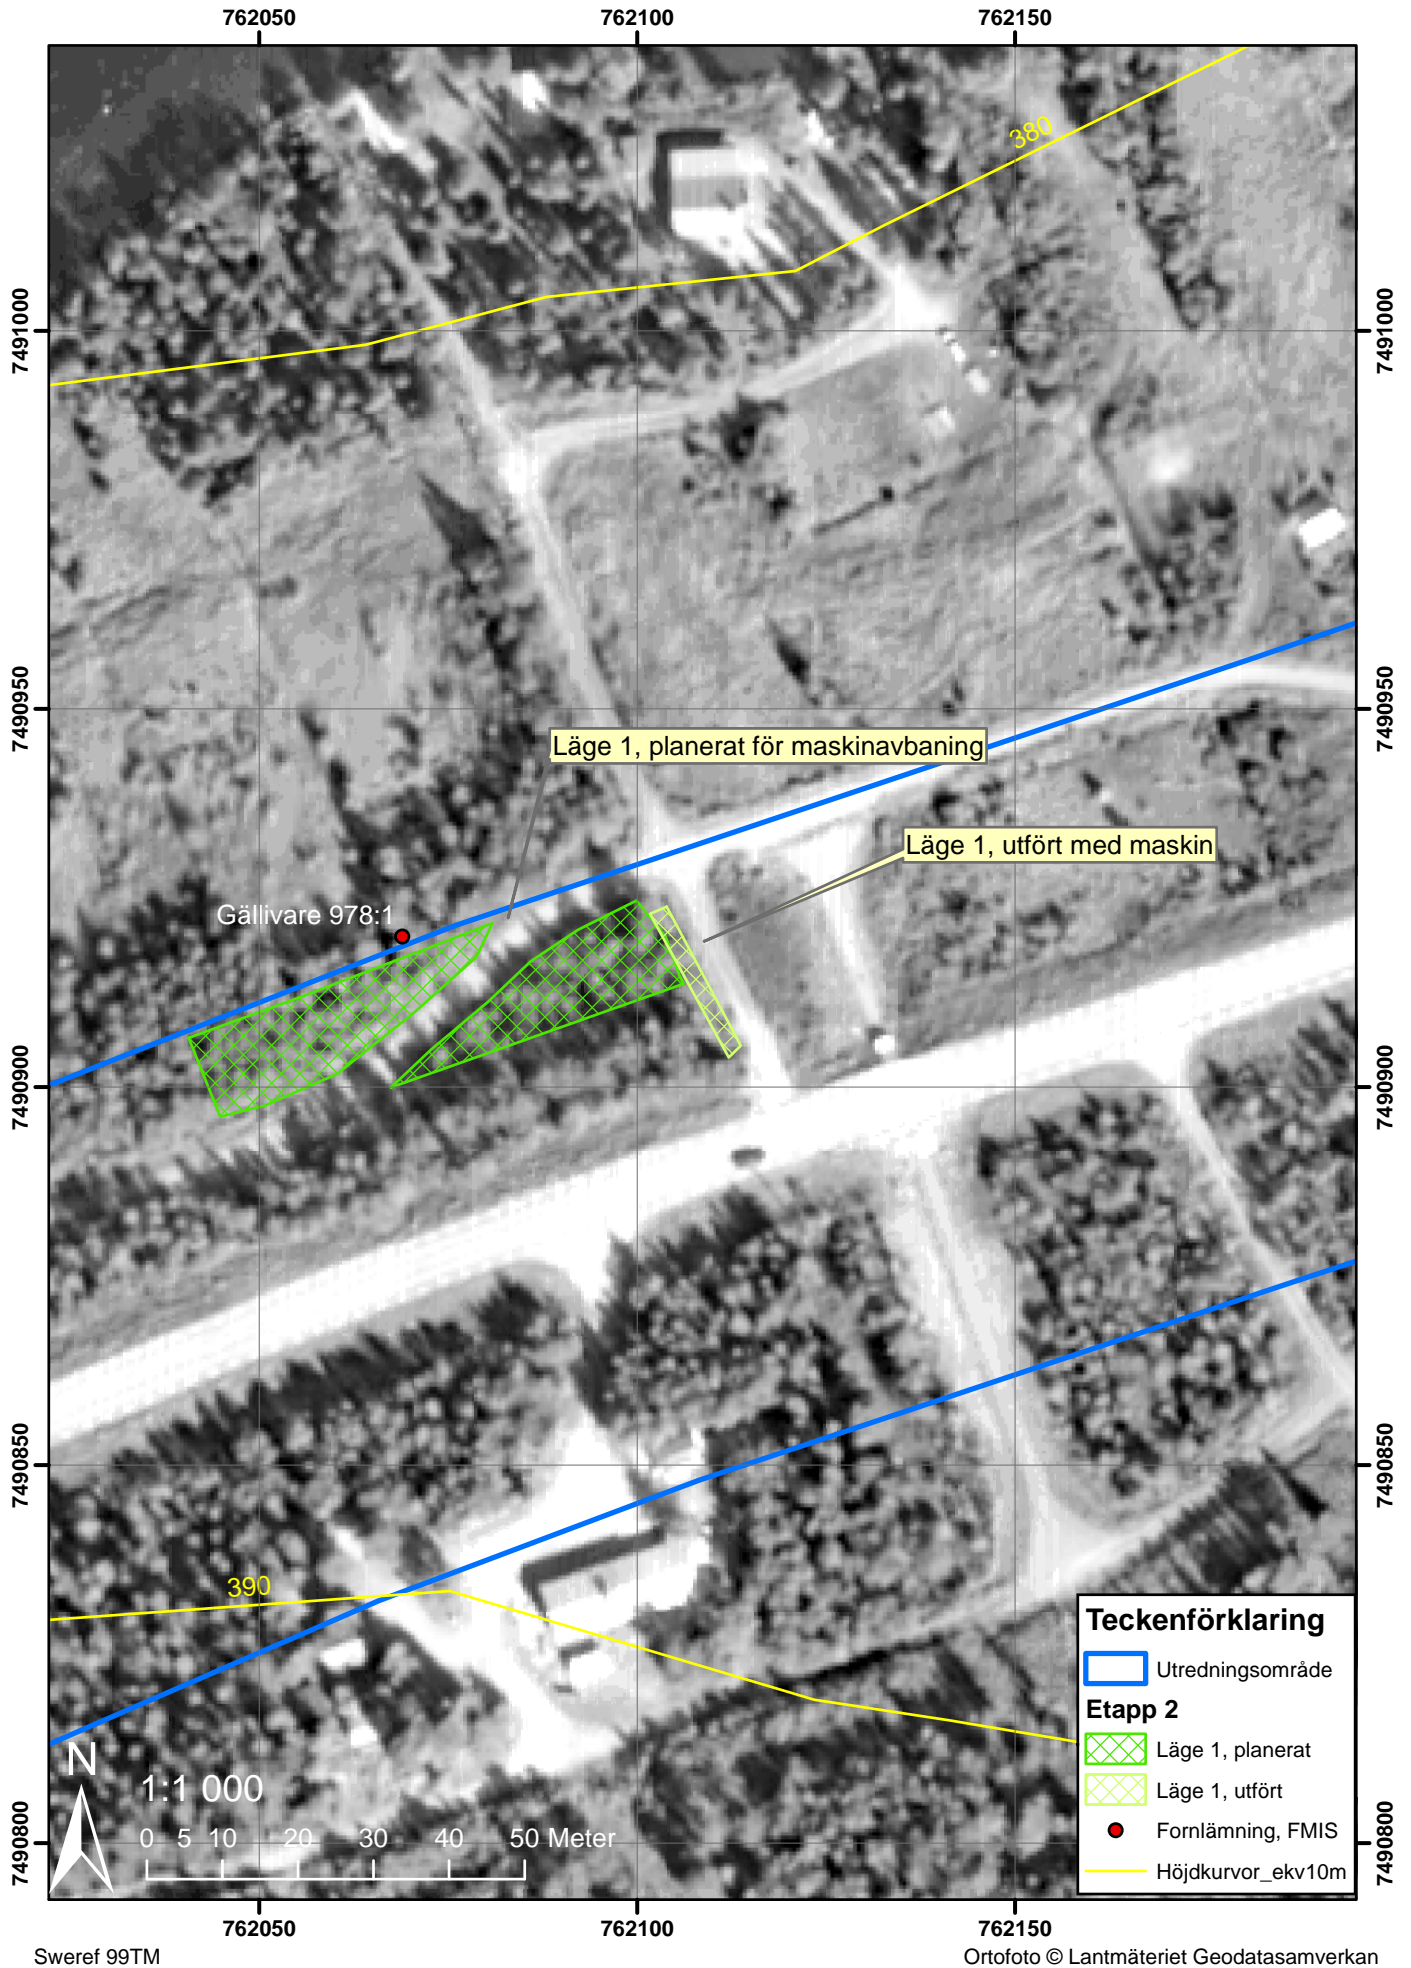 762050
762100
762150
380
7491000
7491000
7490950
7490950
Läge 1, planerat för maskinavbaning
Läge 1, utfört med maskin
Gällivare 978:1
7490900
7490900
7490850
7490850
390
Teckenförklaring
Utredningsområde
Etapp 2
Läge 1, planerat
Läge 1, utfört
Fornlämning, FMIS
Höjdkurvor_ekv10m
N
1:1 000
0 5 10 20 30 40 50 Meter
7490800
7490800
762050
762100
762150
Sweref 99TM
Ortofoto © Lantmäteriet Geodatasamverkan